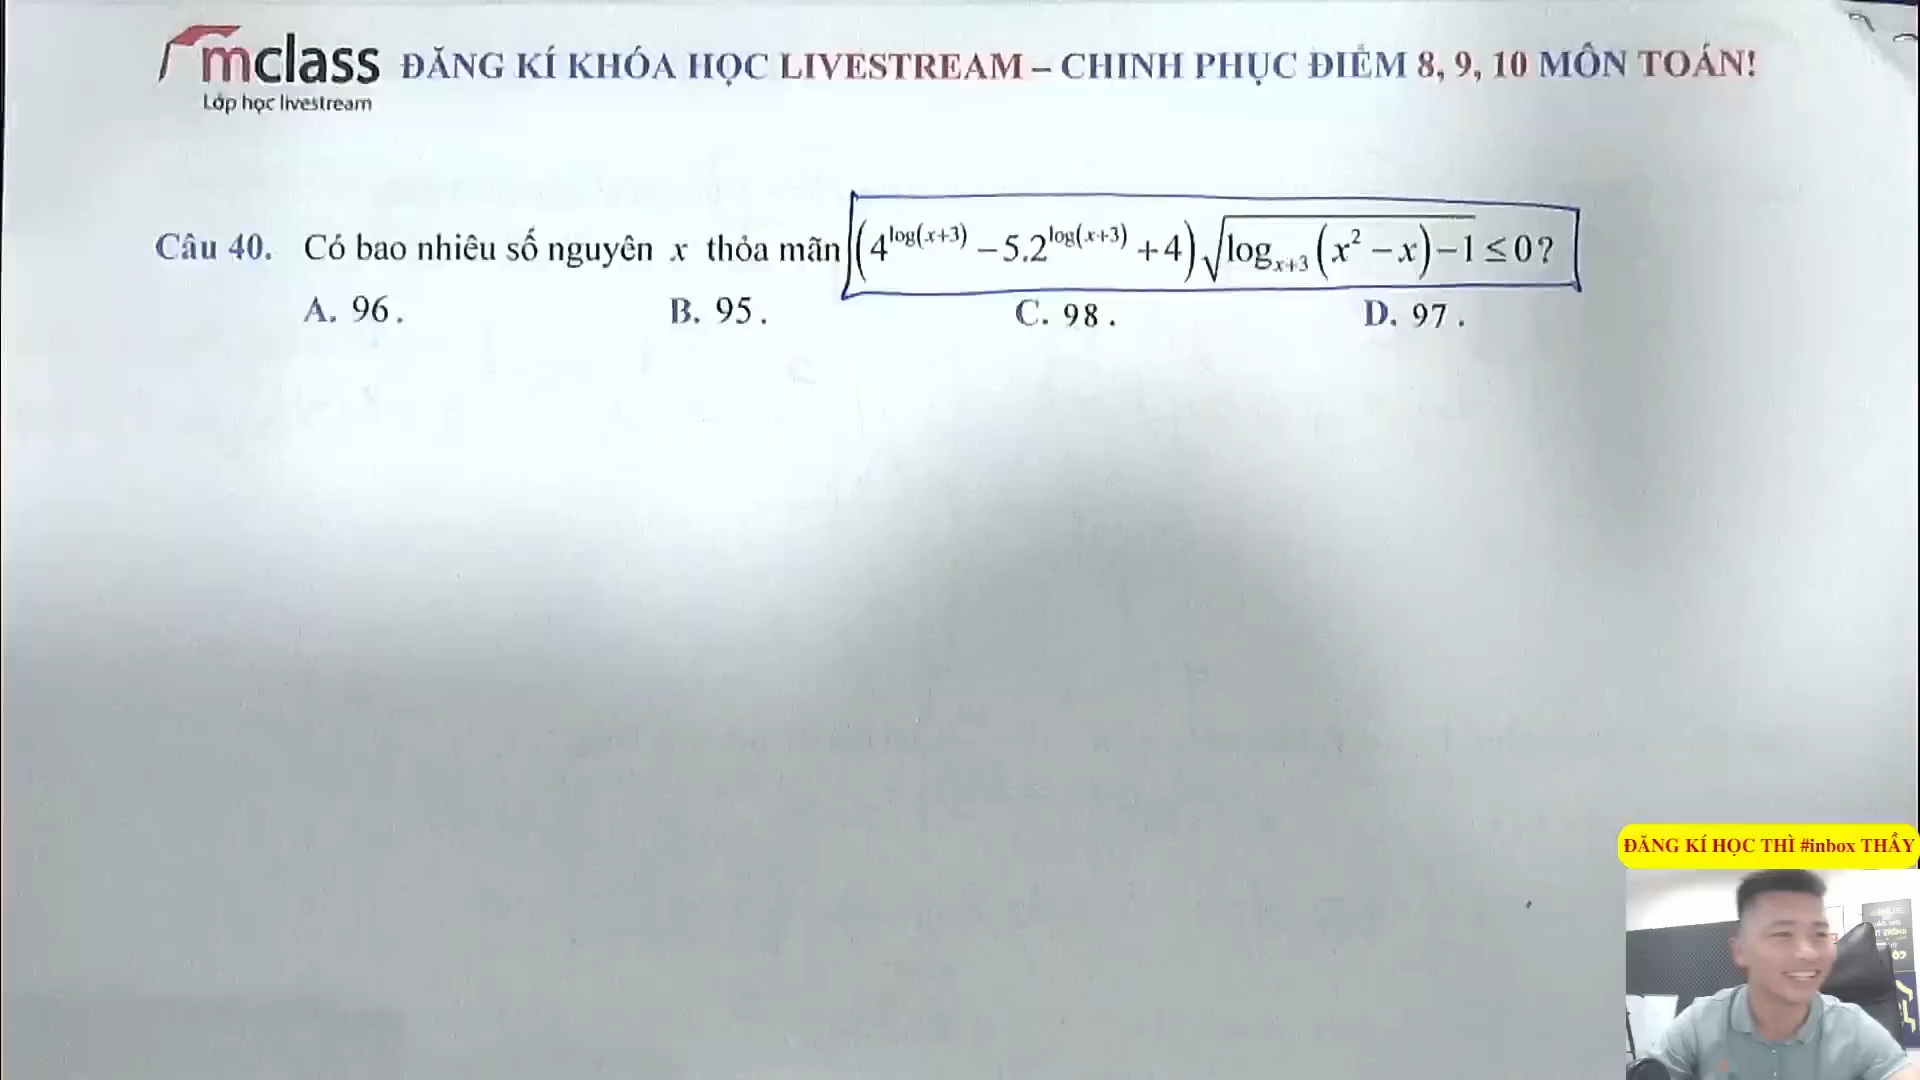 mclass
Lớp học livestream
ĐĂNG KÍ KHÓA HỌC LIVESTREAM – CHINH PHỤC ĐIỂM 8, 9, 10 MÔN TOÁN!
Câu 40. Có bao nhiêu số nguyên x thỏa mãn (4^{log(x+3)} − 5.2^{log(x+3)} + 4)√(log_{x+3}(x² − x) − 1) ≤ 0?
A. 96. B. 95. C. 98. D. 97.
ĐĂNG KÍ HỌC THÌ #inbox THẦY